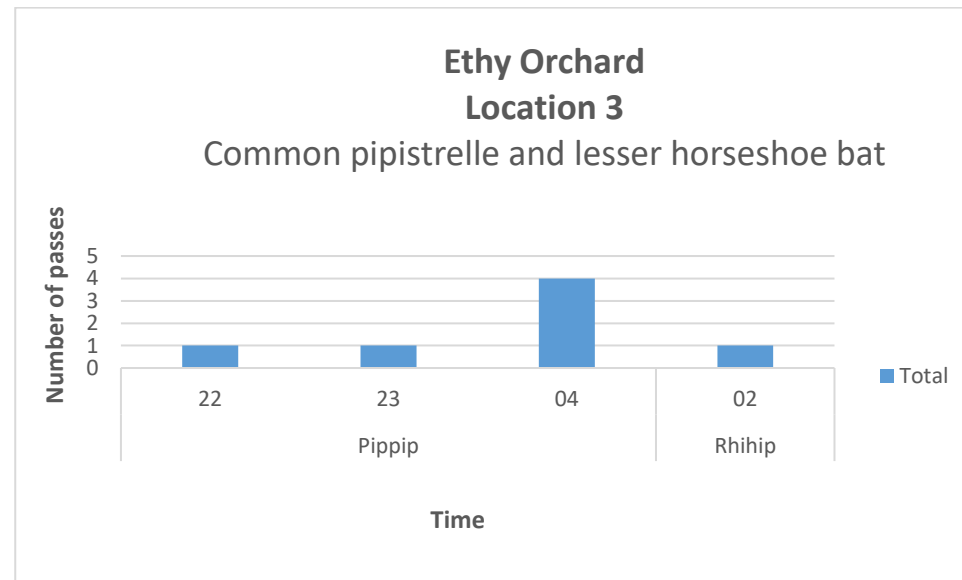 Ethy Orchard
Location 3
Common pipistrelle and lesser horseshoe bat
Number of passes
5
4
3
2
1
0
22 23 04 02
Pippip Rhihip
Time
Total